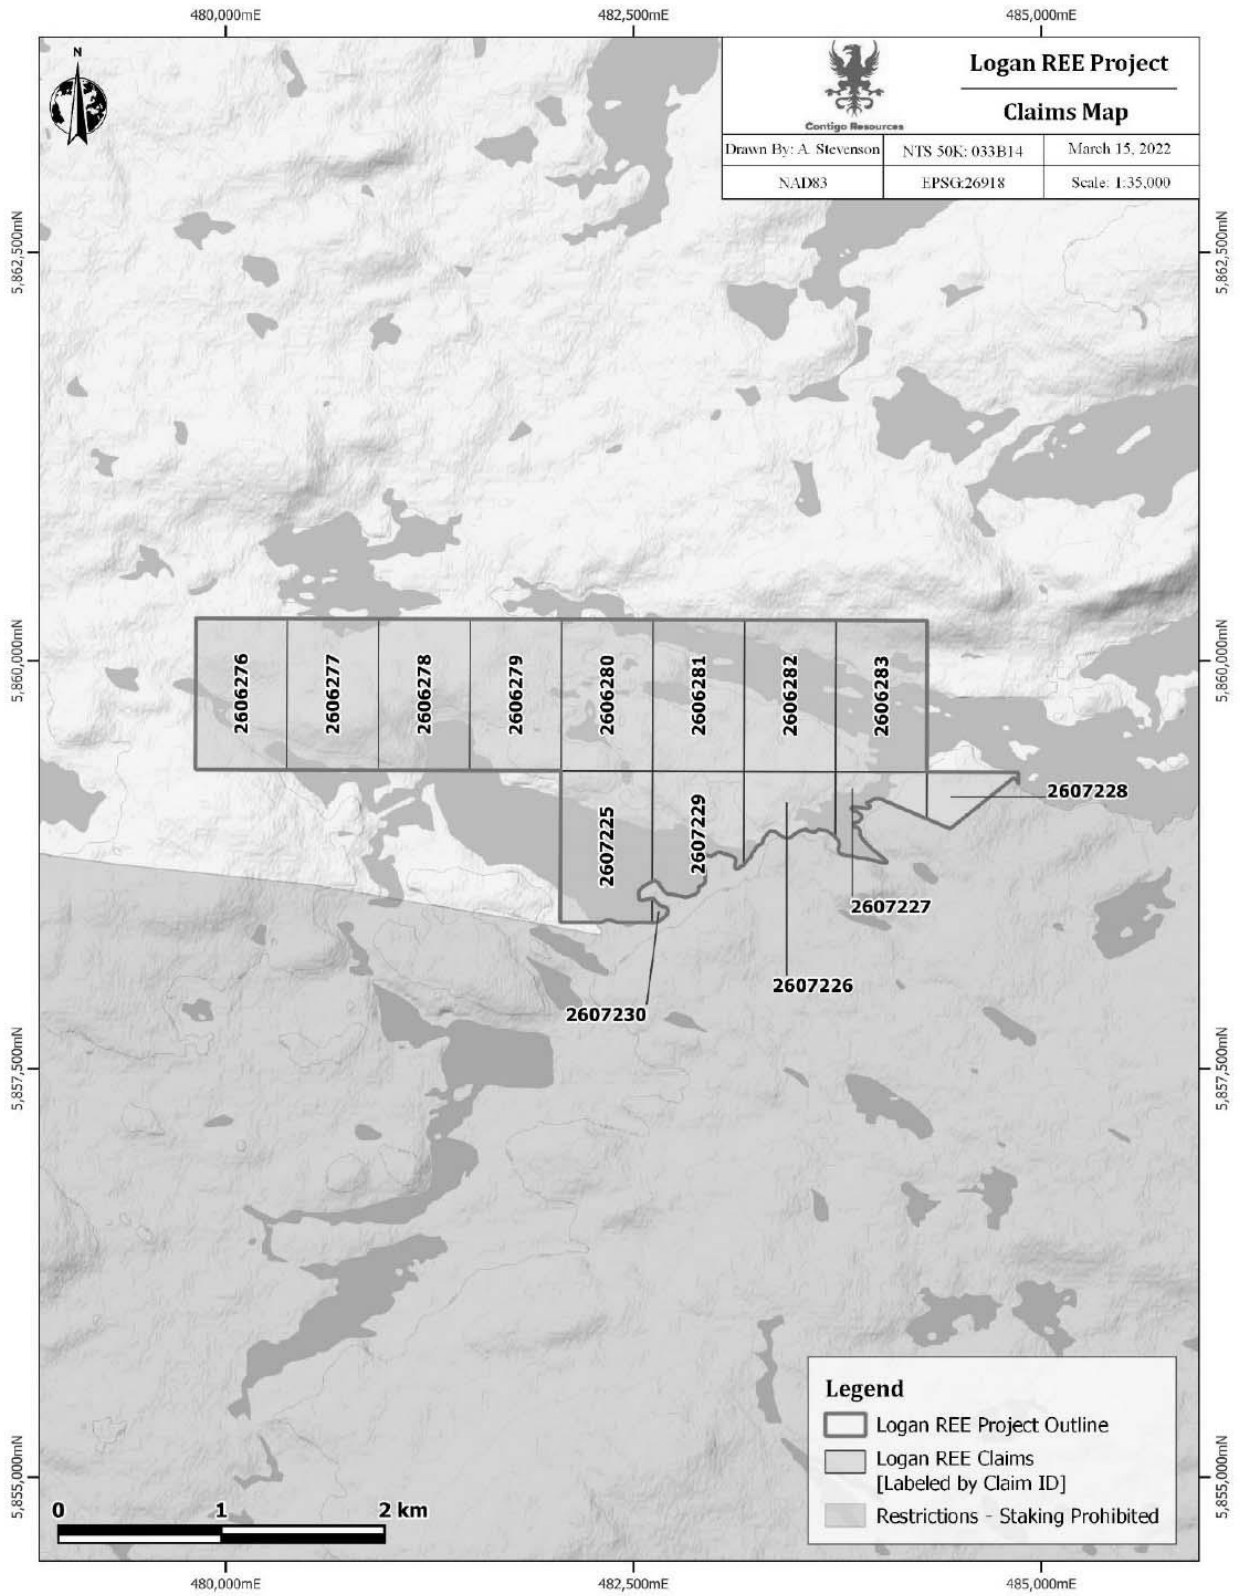 480,000mE
482,500mE
485,000mE
N
Contigo Resources
Logan REE Project
Claims Map
Drawn By: A. Stevenson
NTS 50K: 033B14
March 15, 2022
NAD83
EPSG:26918
Scale: 1:35,000
5,862,500mN
5,862,500mN
5,860,000mN
5,860,000mN
2606276
2606277
2606278
2606279
2606280
2606281
2606282
2606283
2607225
2607229
2607228
2607227
2607226
2607230
5,857,500mN
5,857,500mN
5,855,000mN
5,855,000mN
Legend
Logan REE Project Outline
Logan REE Claims
[Labeled by Claim ID]
Restrictions - Staking Prohibited
0 1 2 km
480,000mE
482,500mE
485,000mE